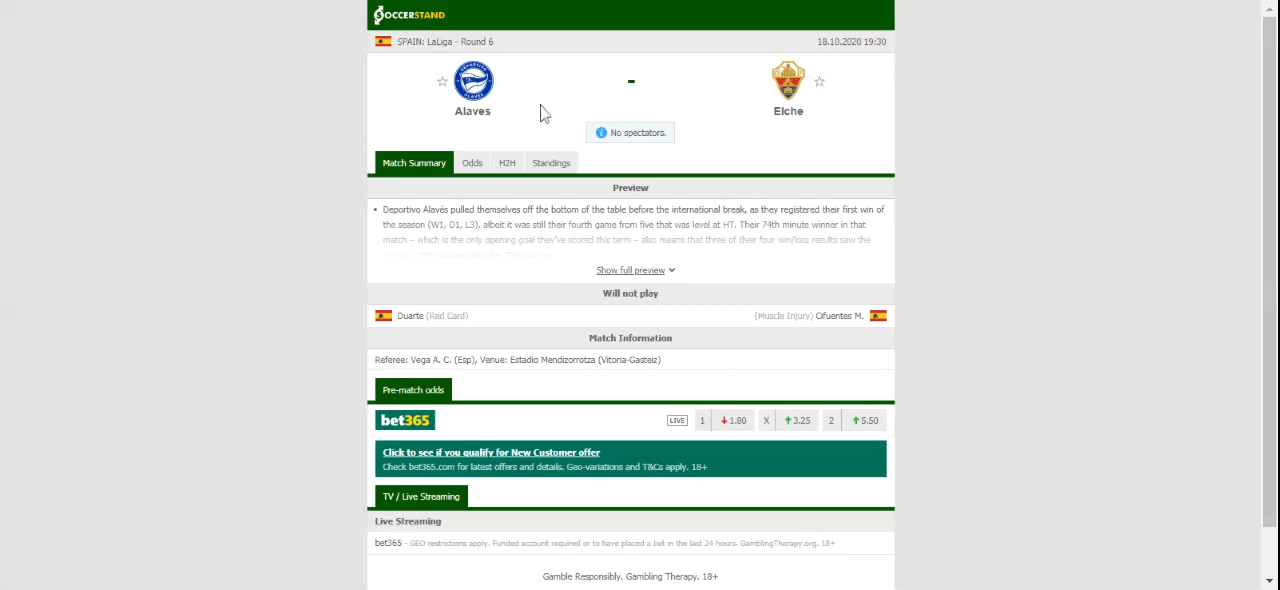 SOCCERSTAND
SPAIN: LaLiga - Round 6 18.10.2020 19:30
DEPORTIVO ALAVÉS
-
Alaves Elche
No spectators.
Match Summary Odds H2H Standings
Preview
• Deportivo Alavés pulled themselves off the bottom of the table before the international break, as they registered their first win of
the season (W1, D1, L3), albeit it was still their fourth game from five that was level at HT. Their 74th minute winner in that
match – which is the only opening goal they've scored this term – also means that three of their four win/loss results saw the
Show full preview
Will not play
Duarte (Red Card) (Muscle Injury) Cifuentes M.
Match Information
Referee: Vega A. C. (Esp), Venue: Estadio Mendizorrotza (Vitoria-Gasteiz)
Pre-match odds
bet365 LIVE 1 1.80 X 3.25 2 5.50
Click to see if you qualify for New Customer offer
Check bet365.com for latest offers and details. Geo-variations and T&Cs apply. 18+
TV / Live Streaming
Live Streaming
bet365 - GEO restrictions apply. Funded account required or to have placed a bet in the last 24 hours. GamblingTherapy.org. 18+
Gamble Responsibly. Gambling Therapy. 18+